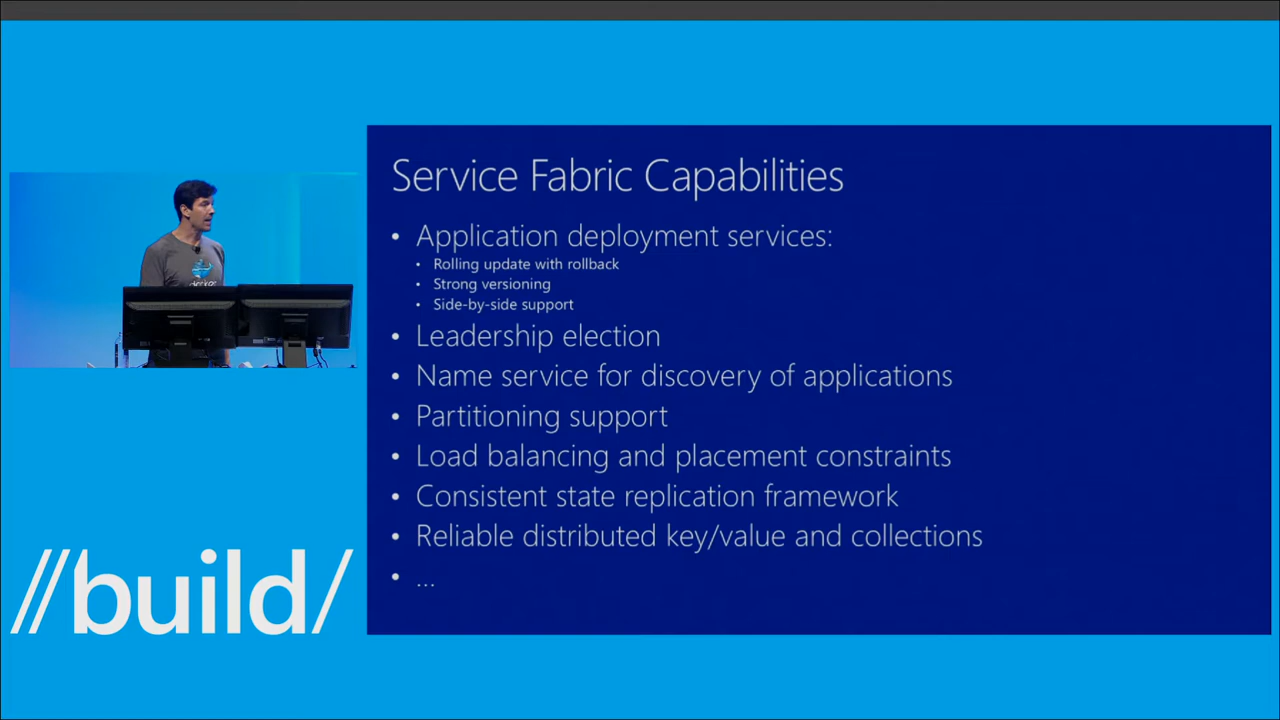 Service Fabric Capabilities
• Application deployment services:
• Rolling update with rollback
• Strong versioning
• Side-by-side support
• Leadership election
• Name service for discovery of applications
• Partitioning support
• Load balancing and placement constraints
• Consistent state replication framework
• Reliable distributed key/value and collections
• ...
//build/